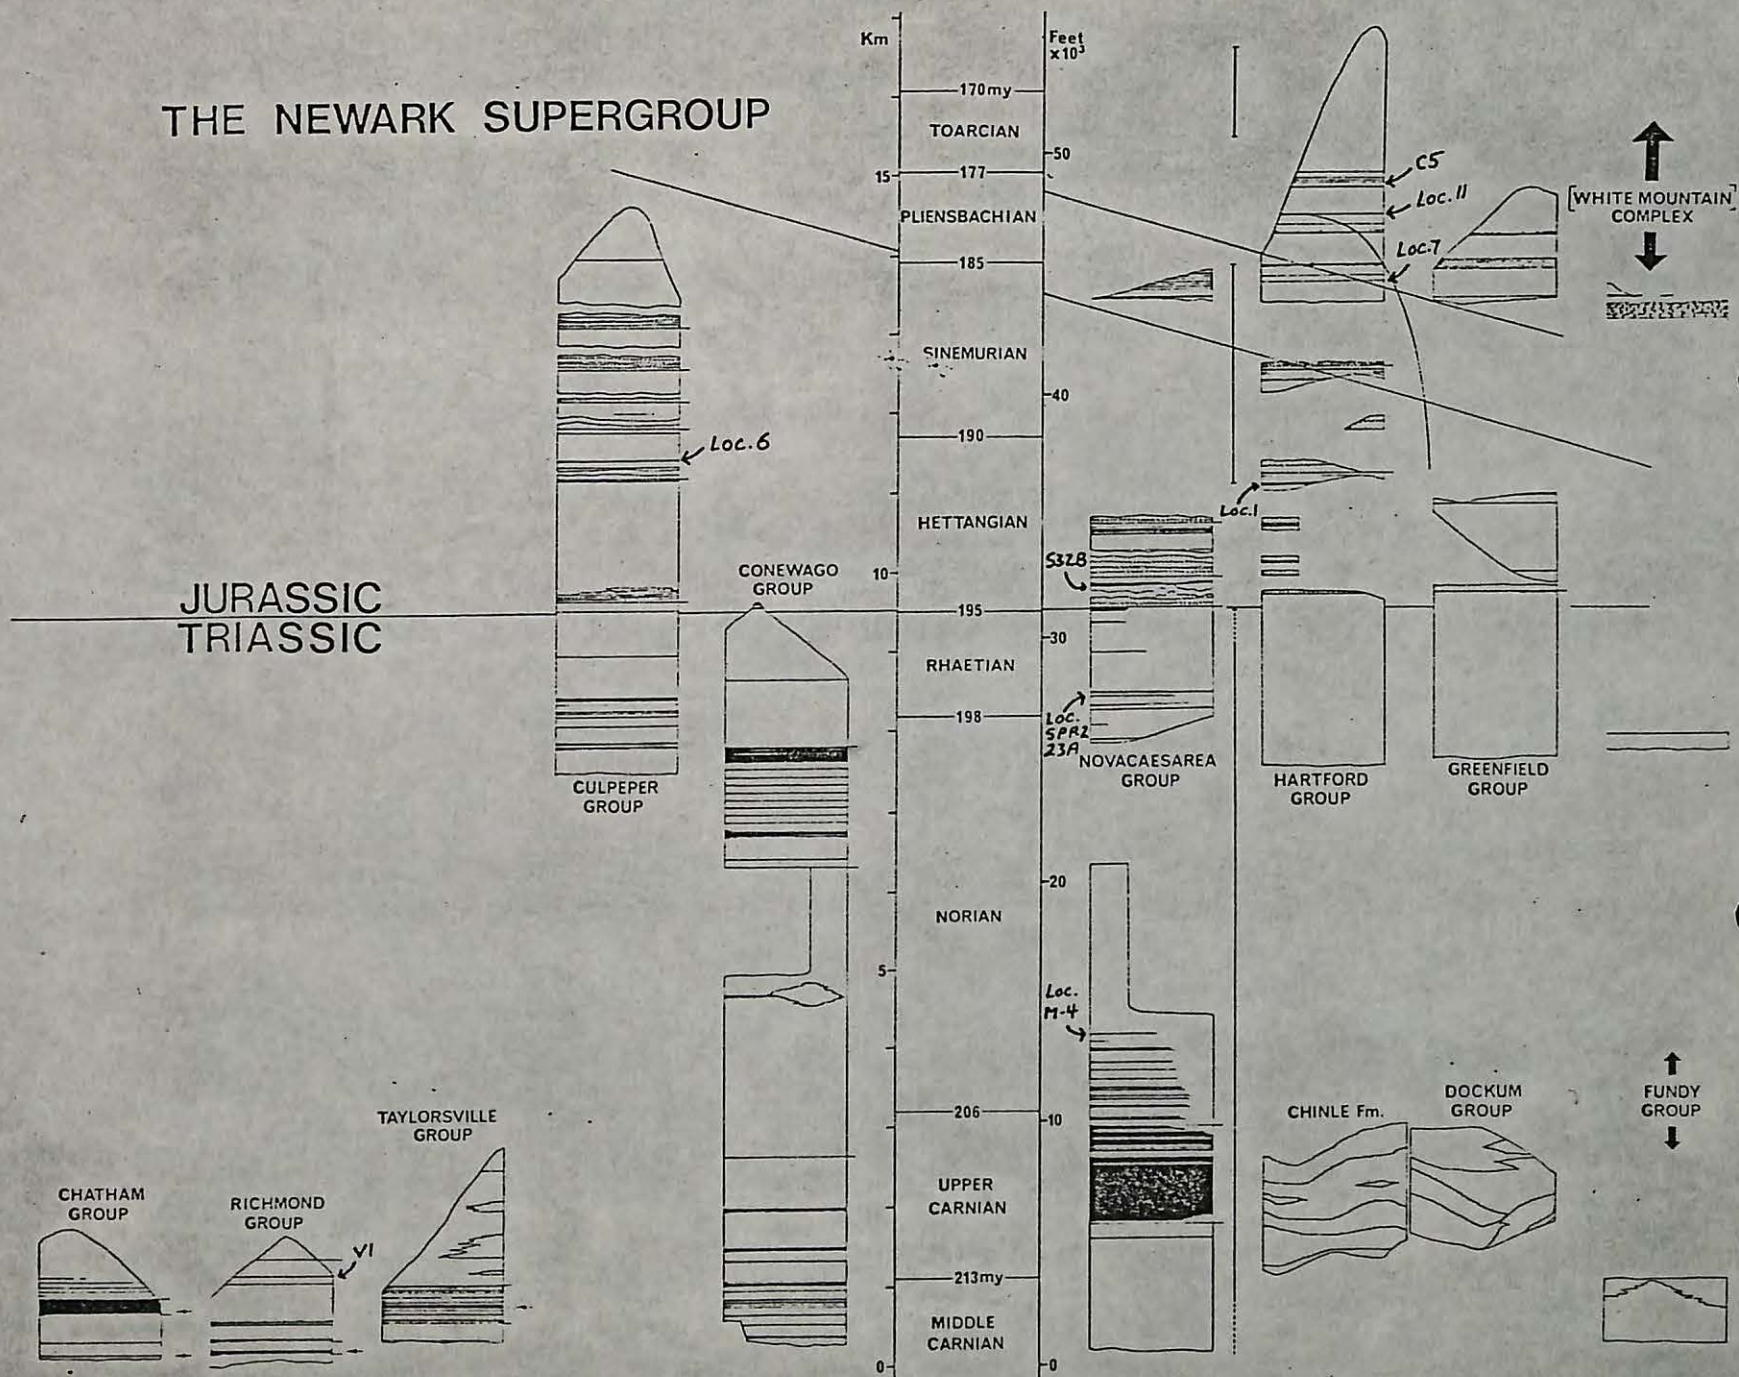 THE NEWARK SUPERGROUP
Km
Feet
x10³
170my
TOARCIAN
50
15
177
C5
Loc. 11
[WHITE MOUNTAIN]
COMPLEX
PLIENSBACHIAN
Loc. 7
185
SINEMURIAN
40
190
Loc. 6
Loc. 1
HETTANGIAN
S32B
CONEWAGO
GROUP
10
JURASSIC
195
TRIASSIC
30
RHAETIAN
198
Loc.
SPR2
23A
NOVACAESAREA
GROUP
CULPEPER
GROUP
HARTFORD
GROUP
GREENFIELD
GROUP
20
NORIAN
5
Loc.
M-4
206
10
TAYLORSVILLE
GROUP
CHINLE Fm.
DOCKUM
GROUP
FUNDY
GROUP
CHATHAM
GROUP
RICHMOND
GROUP
V1
UPPER
CARNIAN
213my
MIDDLE
CARNIAN
0
0